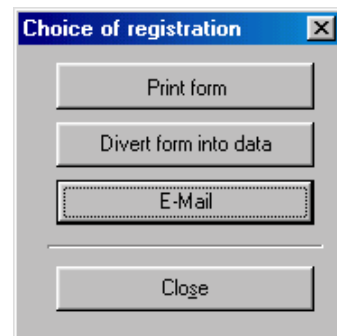 Choice of registration
Print form
Divert form into data
E-Mail
Close